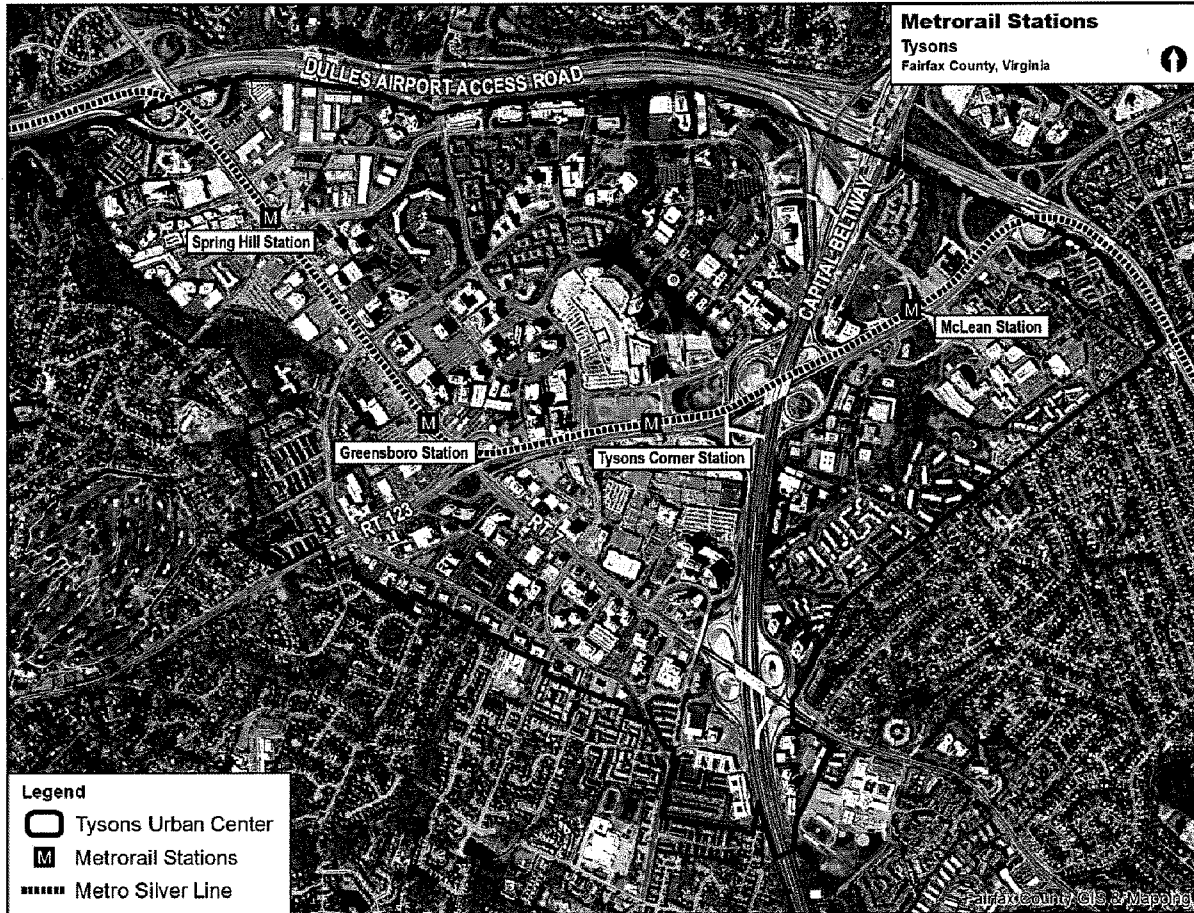 Metrorail Stations
Tysons
Fairfax County, Virginia
DULLES AIRPORT ACCESS ROAD
CAPITAL BELTWAY
Spring Hill Station
McLean Station
Greensboro Station
Tysons Corner Station
RT 123
RT 7
Legend
Tysons Urban Center
M Metrorail Stations
Metro Silver Line
Fairfax County GIS & Mapping